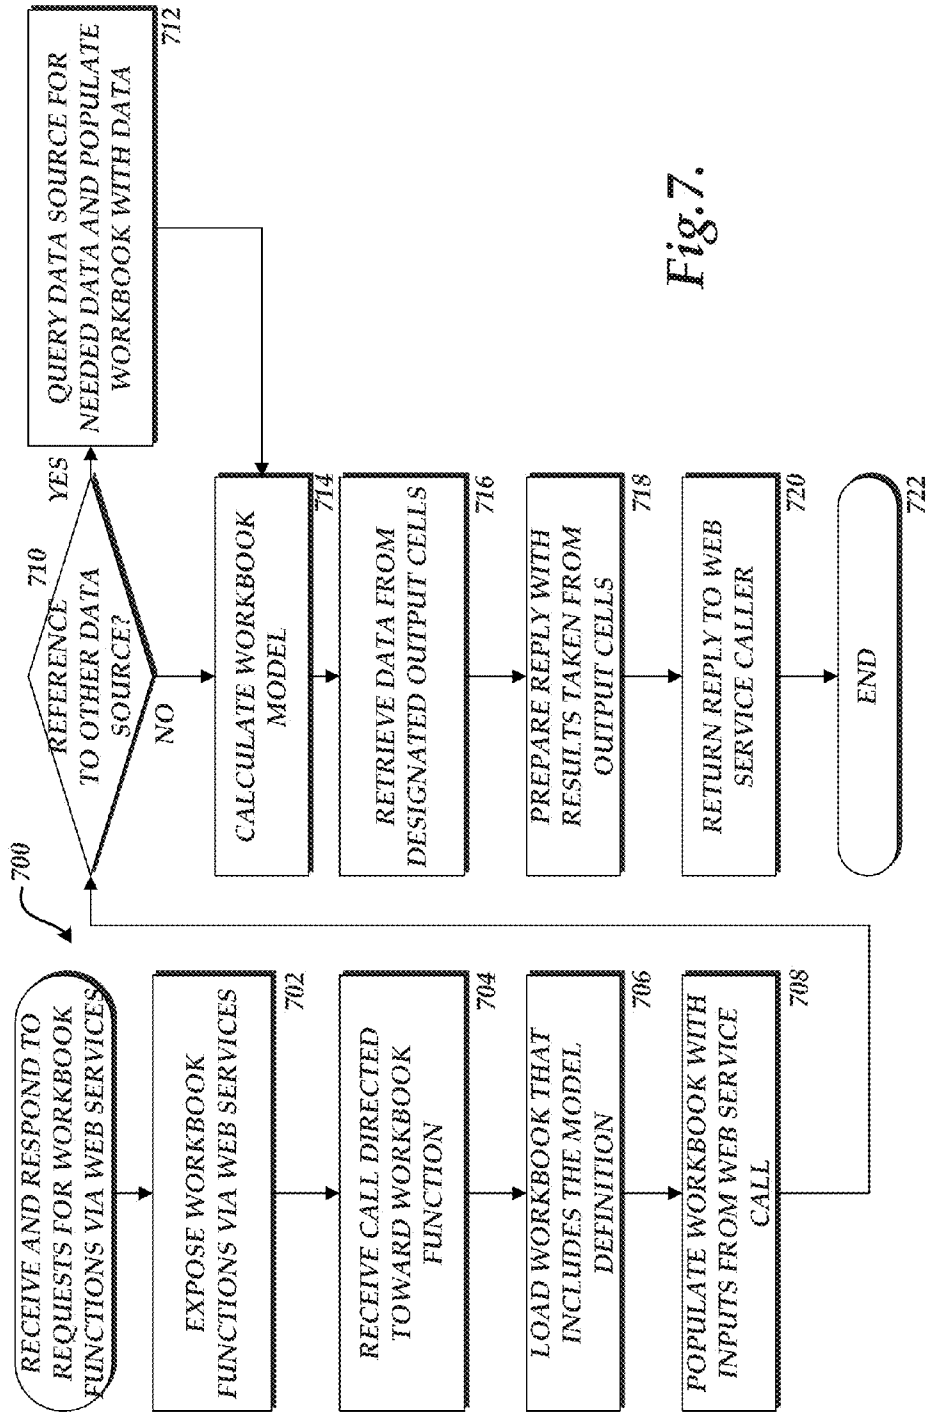 700
RECEIVE AND RESPOND TO
REQUESTS FOR WORKBOOK
FUNCTIONS VIA WEB SERVICES
EXPOSE WORKBOOK
FUNCTIONS VIA WEB SERVICES
702
RECEIVE CALL DIRECTED
TOWARD WORKBOOK
FUNCTION
704
LOAD WORKBOOK THAT
INCLUDES THE MODEL
DEFINITION
706
POPULATE WORKBOOK WITH
INPUTS FROM WEB SERVICE
CALL
708
710
REFERENCE
TO OTHER DATA
SOURCE?
YES
NO
QUERY DATA SOURCE FOR
NEEDED DATA AND POPULATE
WORKBOOK WITH DATA
712
CALCULATE WORKBOOK
MODEL
714
RETRIEVE DATA FROM
DESIGNATED OUTPUT CELLS
716
PREPARE REPLY WITH
RESULTS TAKEN FROM
OUTPUT CELLS
718
RETURN REPLY TO WEB
SERVICE CALLER
720
END
722
Fig.7.